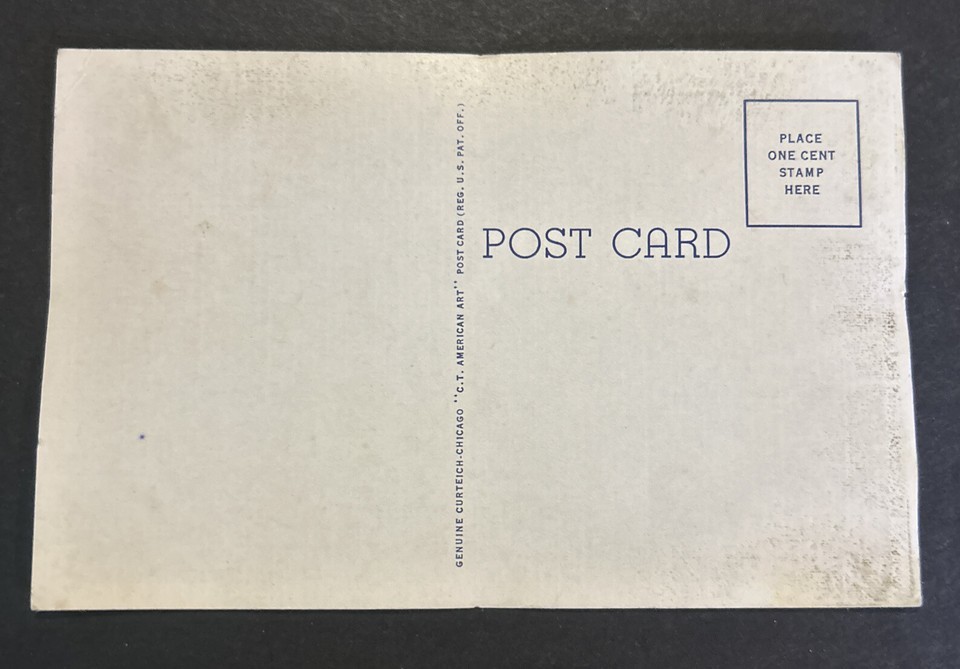 GENUINE CURTEICH-CHICAGO "C.T. AMERICAN ART" POST CARD (REG. U.S. PAT. OFF.)
POST CARD
PLACE
ONE CENT
STAMP
HERE